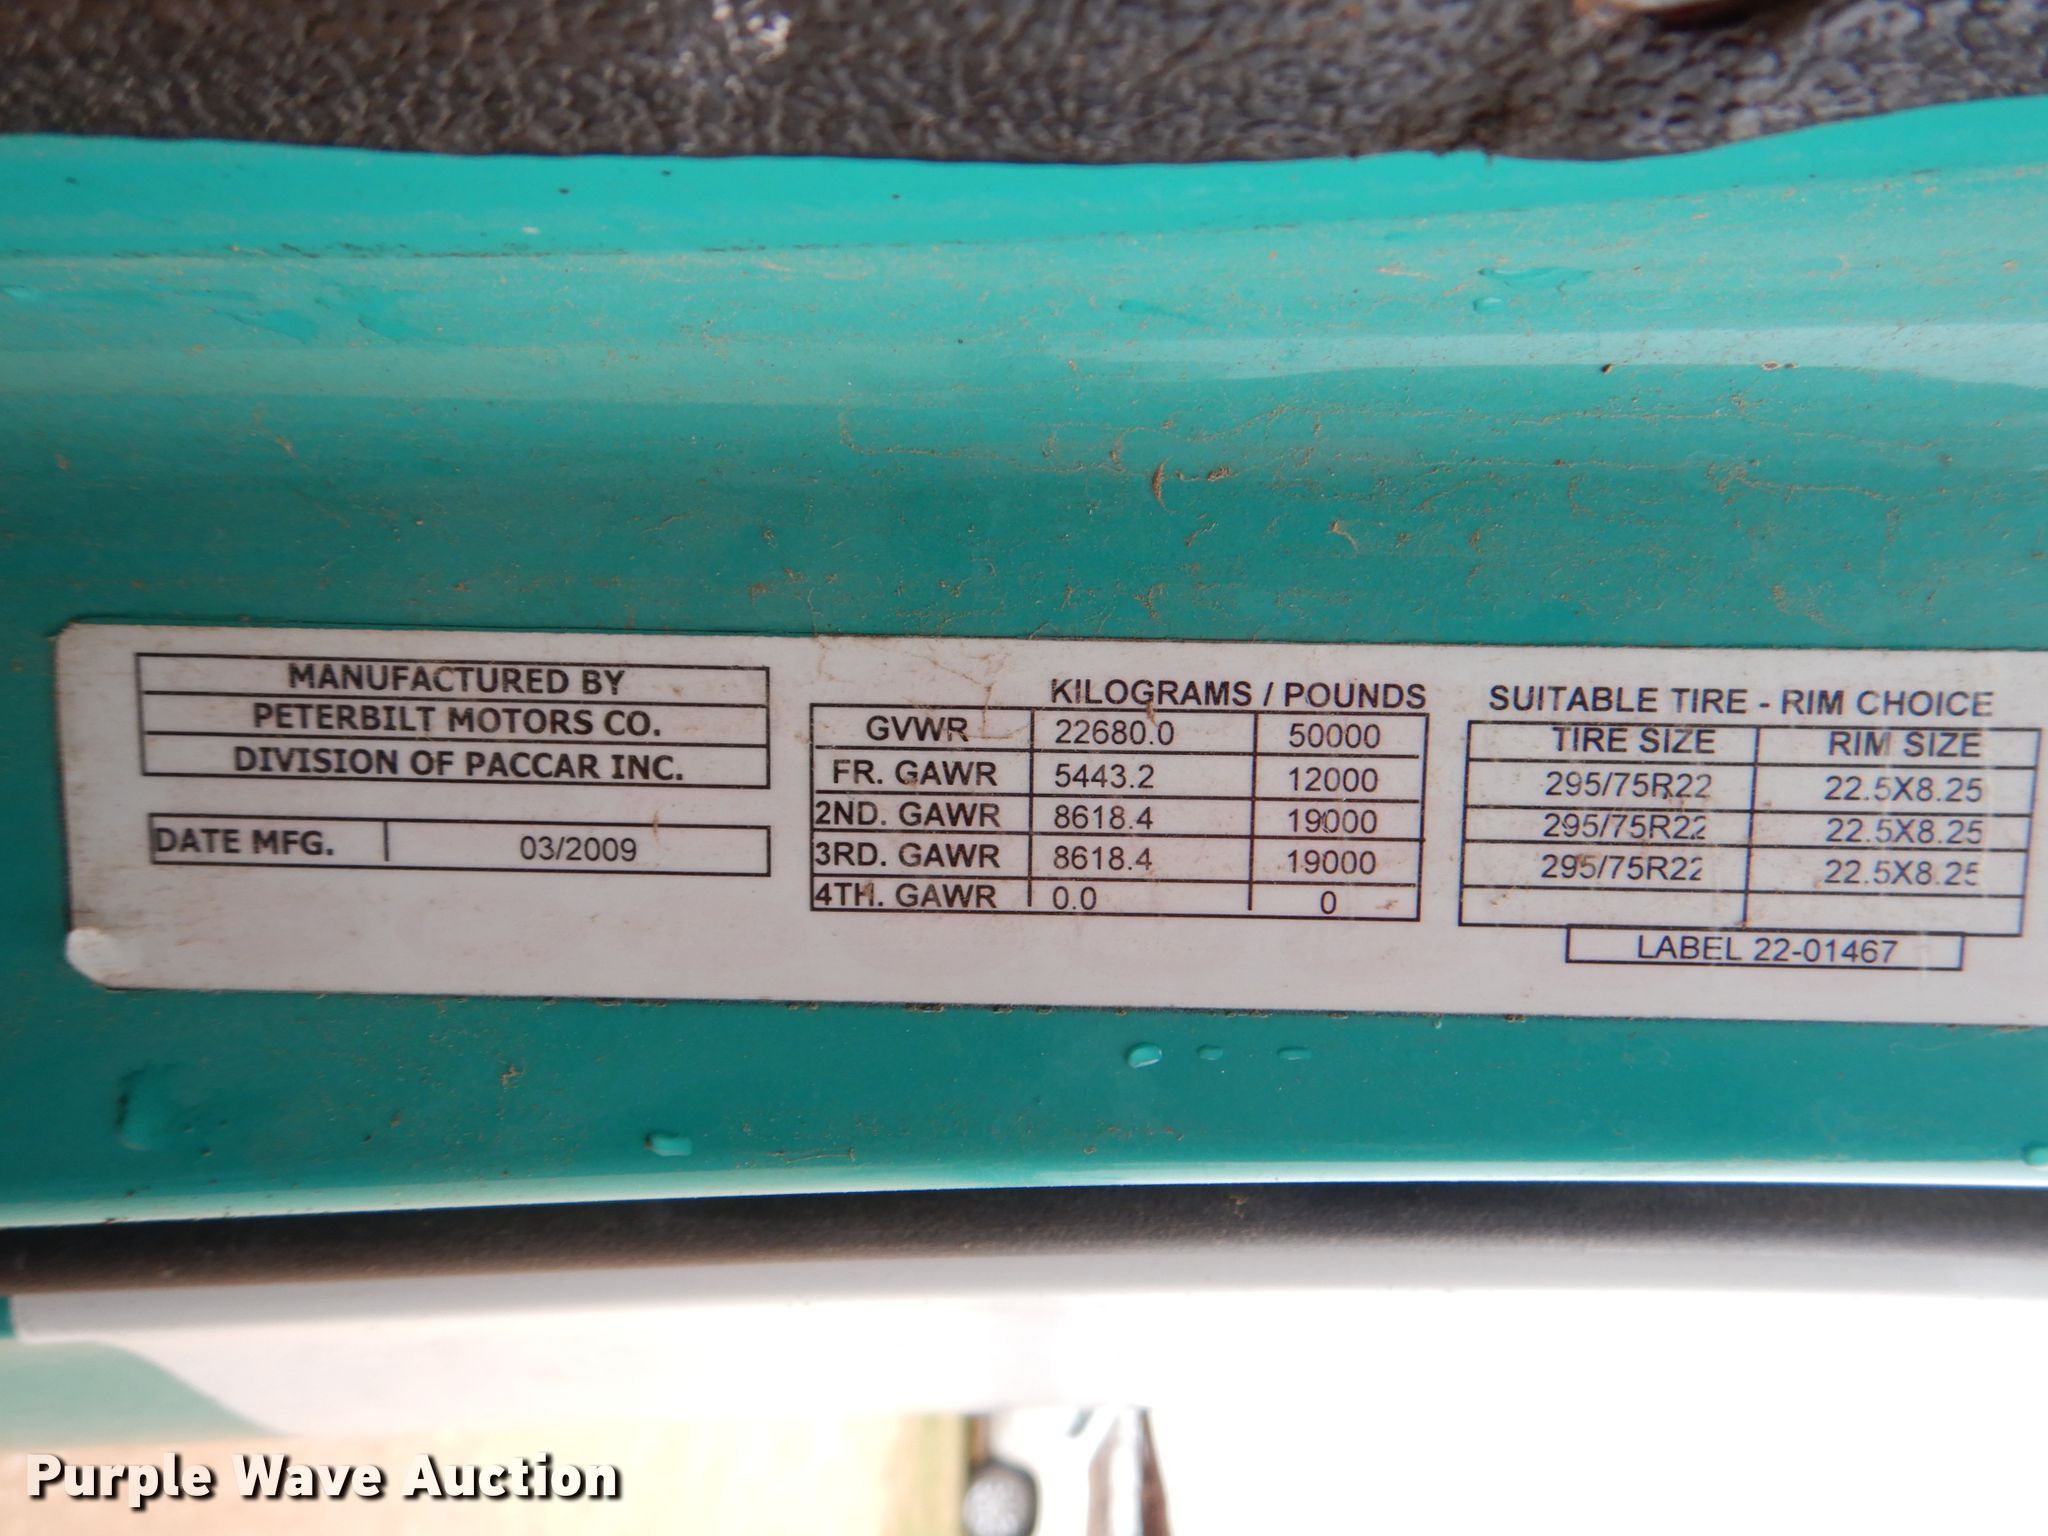 MANUFACTURED BY
PETERBILT MOTORS CO.
DIVISION OF PACCAR INC.
DATE MFG. 03/2009
KILOGRAMS / POUNDS
GVWR 22680.0 50000
FR. GAWR 5443.2 12000
2ND. GAWR 8618.4 19000
3RD. GAWR 8618.4 19000
4TH. GAWR 0.0 0
SUITABLE TIRE - RIM CHOICE
TIRE SIZE RIM SIZE
295/75R22 22.5X8.25
295/75R22 22.5X8.25
295/75R22 22.5X8.25
LABEL 22-01467
Purple Wave Auction